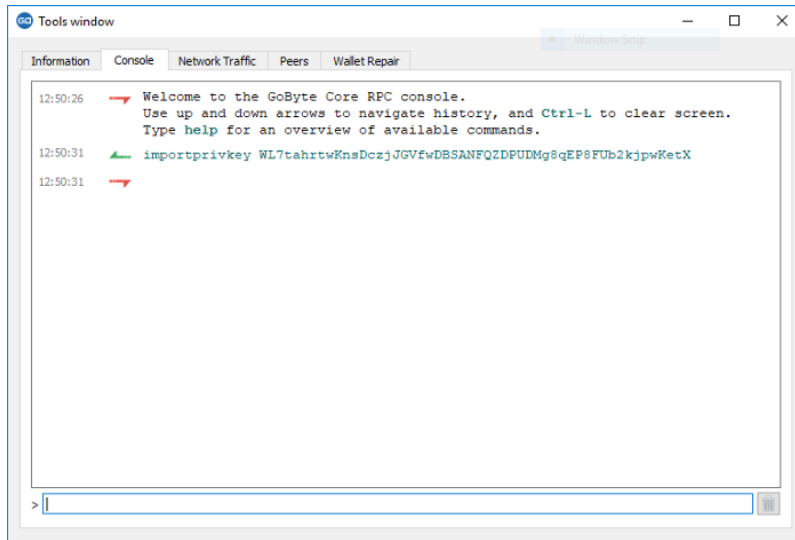 GO Tools window
Window Snip
Information Console Network Traffic Peers Wallet Repair
12:50:26 Welcome to the GoByte Core RPC console.
Use up and down arrows to navigate history, and Ctrl-L to clear screen.
Type help for an overview of available commands.
12:50:31 importprivkey WL7tahrtwKnsDczjJGVfwDBSANFQZDPUDMg8qEP8FUb2kjpwKetX
12:50:31
>